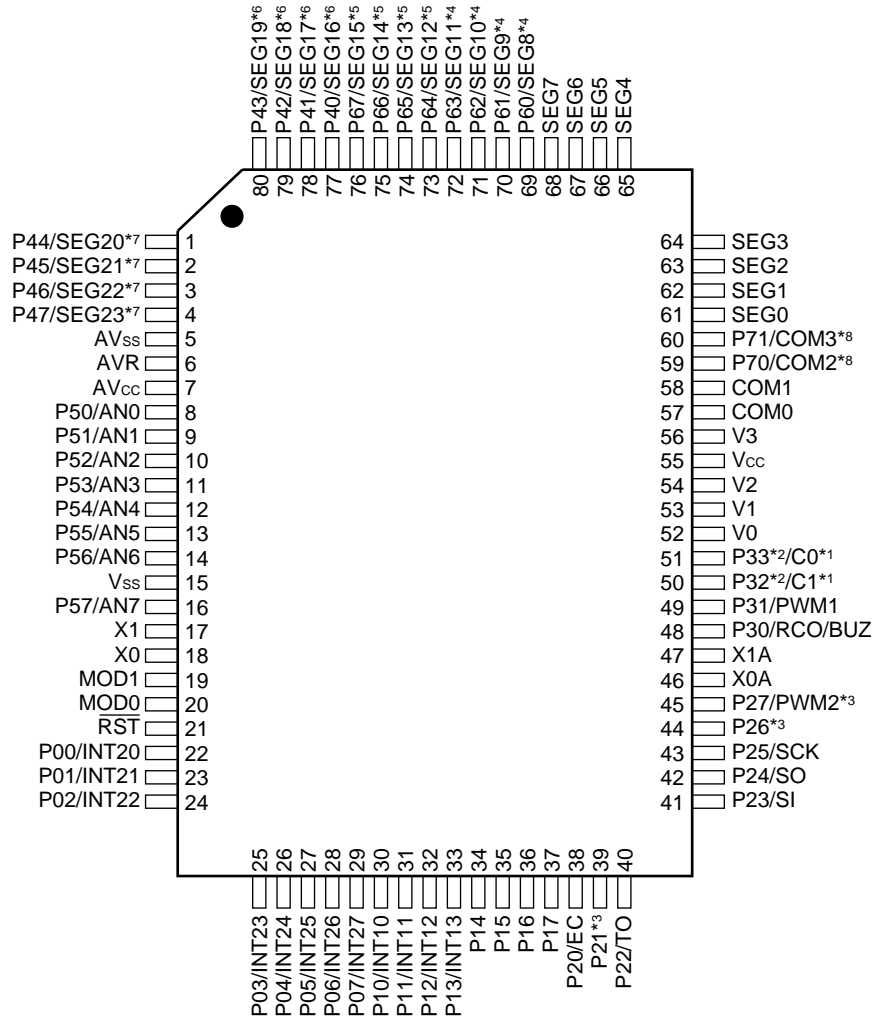 P43/SEG19*6
P42/SEG18*6
P41/SEG17*6
P40/SEG16*6
P67/SEG15*5
P66/SEG14*5
P65/SEG13*5
P64/SEG12*5
P63/SEG11*4
P62/SEG10*4
P61/SEG9*4
P60/SEG8*4
SEG7
SEG6
SEG5
SEG4
80
79
78
77
76
75
74
73
72
71
70
69
68
67
66
65
P44/SEG20*7 1
P45/SEG21*7 2
P46/SEG22*7 3
P47/SEG23*7 4
AVss 5
AVR 6
AVcc 7
P50/AN0 8
P51/AN1 9
P52/AN2 10
P53/AN3 11
P54/AN4 12
P55/AN5 13
P56/AN6 14
Vss 15
P57/AN7 16
X1 17
X0 18
MOD1 19
MOD0 20
RST 21
P00/INT20 22
P01/INT21 23
P02/INT22 24
64 SEG3
63 SEG2
62 SEG1
61 SEG0
60 P71/COM3*8
59 P70/COM2*8
58 COM1
57 COM0
56 V3
55 Vcc
54 V2
53 V1
52 V0
51 P33*2/C0*1
50 P32*2/C1*1
49 P31/PWM1
48 P30/RCO/BUZ
47 X1A
46 X0A
45 P27/PWM2*3
44 P26*3
43 P25/SCK
42 P24/SO
41 P23/SI
25
26
27
28
29
30
31
32
33
34
35
36
37
38
39
40
P03/INT23
P04/INT24
P05/INT25
P06/INT26
P07/INT27
P10/INT10
P11/INT11
P12/INT12
P13/INT13
P14
P15
P16
P17
P20/EC
P21*3
P22/TO